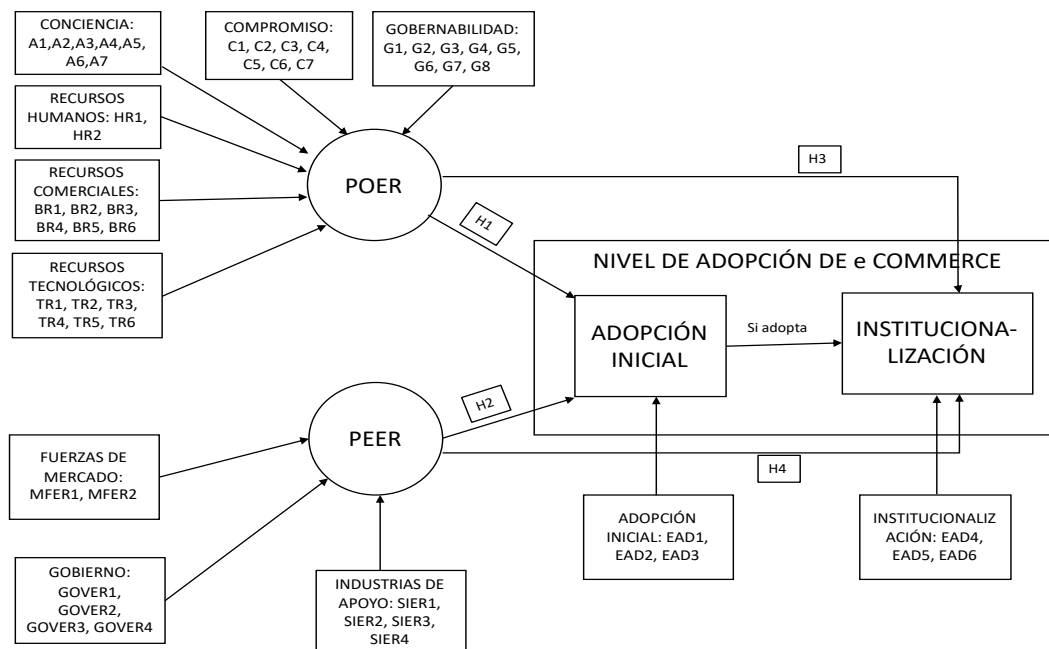 CONCIENCIA:
A1,A2,A3,A4,A5,
A6,A7
COMPROMISO:
C1, C2, C3, C4,
C5, C6, C7
GOBERNABILIDAD:
G1, G2, G3, G4, G5,
G6, G7, G8
RECURSOS
HUMANOS: HR1,
HR2
RECURSOS
COMERCIALES:
BR1, BR2, BR3,
BR4, BR5, BR6
RECURSOS
TECNOLÓGICOS:
TR1, TR2, TR3,
TR4, TR5, TR6
POER
H3
H1
NIVEL DE ADOPCIÓN DE e COMMERCE
ADOPCIÓN
INICIAL
Si adopta
INSTITUCIONA-
LIZACIÓN
H2
PEER
H4
FUERZAS DE
MERCADO:
MFER1, MFER2
GOBIERNO:
GOVER1,
GOVER2,
GOVER3, GOVER4
INDUSTRIAS DE
APOYO: SIER1,
SIER2, SIER3,
SIER4
ADOPCIÓN
INICIAL: EAD1,
EAD2, EAD3
INSTITUCIONALIZ
ACIÓN: EAD4,
EAD5, EAD6